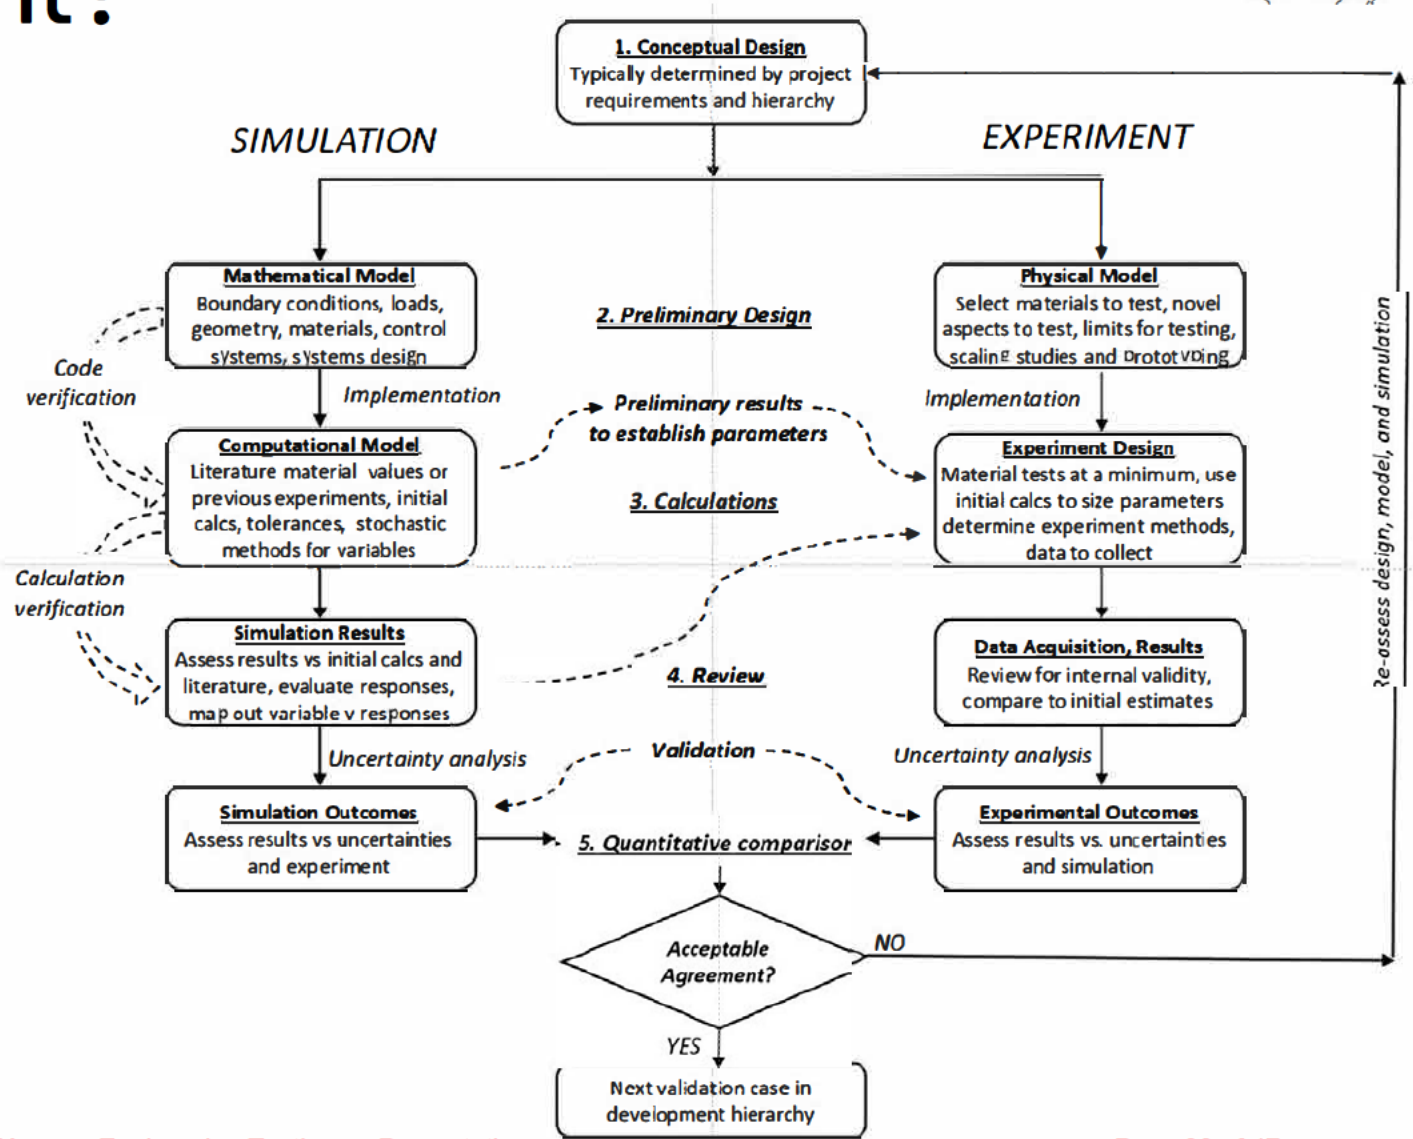 it?
1. Conceptual Design
Typically determined by project
requirements and hierarchy
SIMULATION
EXPERIMENT
Mathematical Model
Boundary conditions, loads,
geometry, materials, control
systems, systems design
2. Preliminary Design
Physical Model
Select materials to test, novel
aspects to test, limits for testing,
scaling studies and prototyping
Code
verification
Implementation
Preliminary results
to establish parameters
Implementation
Computational Model
Literature material values or
previous experiments, initial
calcs, tolerances, stochastic
methods for variables
3. Calculations
Experiment Design
Material tests at a minimum, use
initial calcs to size parameters
determine experiment methods,
data to collect
Re-assess design, model, and simulation
Calculation
verification
Simulation Results
Assess results vs initial calcs and
literature, evaluate responses,
map out variable v responses
4. Review
Data Acquisition, Results
Review for internal validity,
compare to initial estimates
Uncertainty analysis
Validation
Uncertainty analysis
Simulation Outcomes
Assess results vs uncertainties
and experiment
5. Quantitative comparison
Experimental Outcomes
Assess results vs. uncertainties
and simulation
Acceptable
Agreement?
NO
YES
Next validation case in
development hierarchy